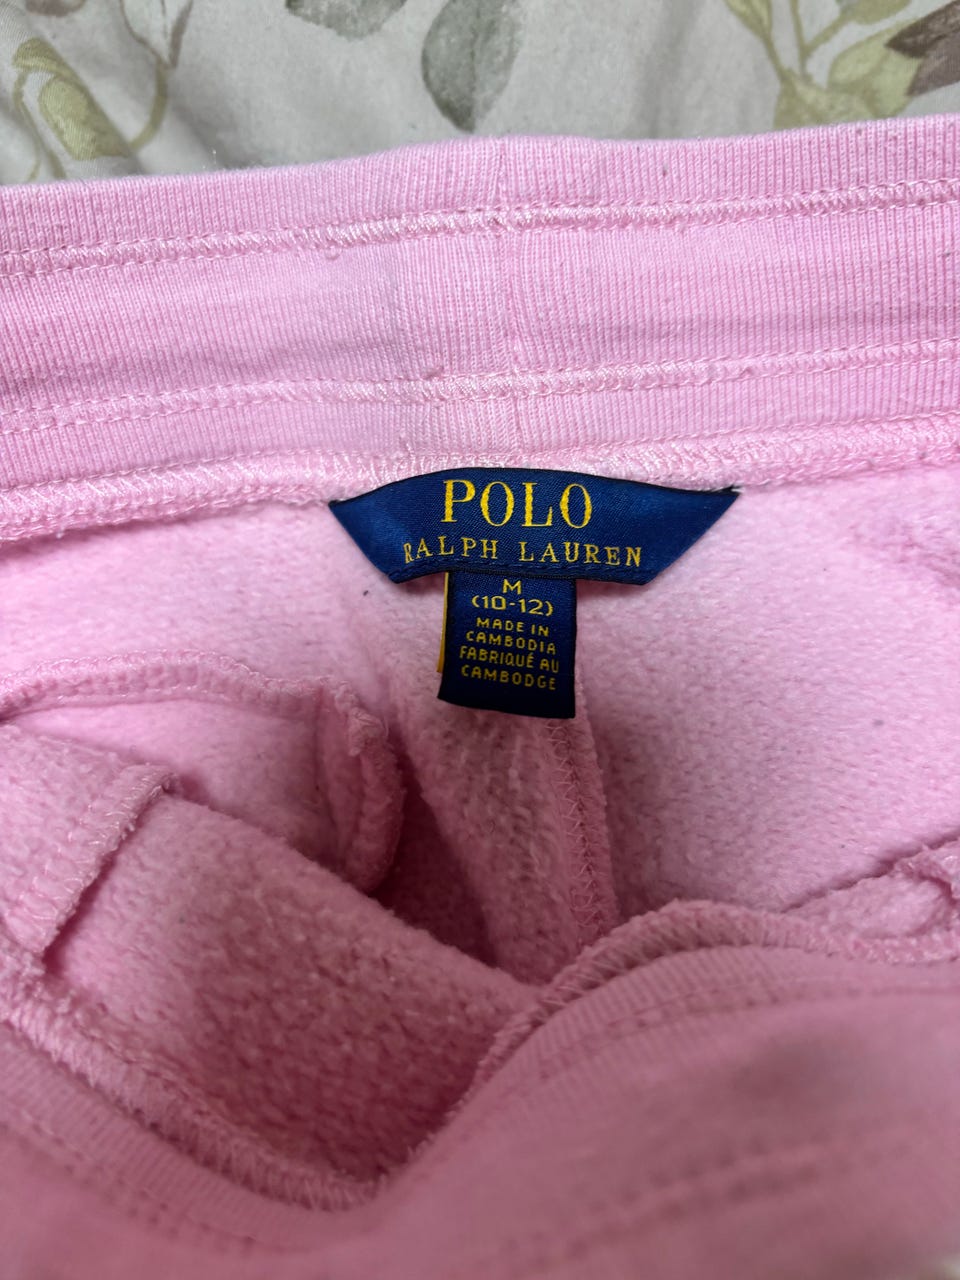 POLO
RALPH LAUREN
M
(10-12)
MADE IN
CAMBODIA
FABRIQUÉ AU
CAMBODGE